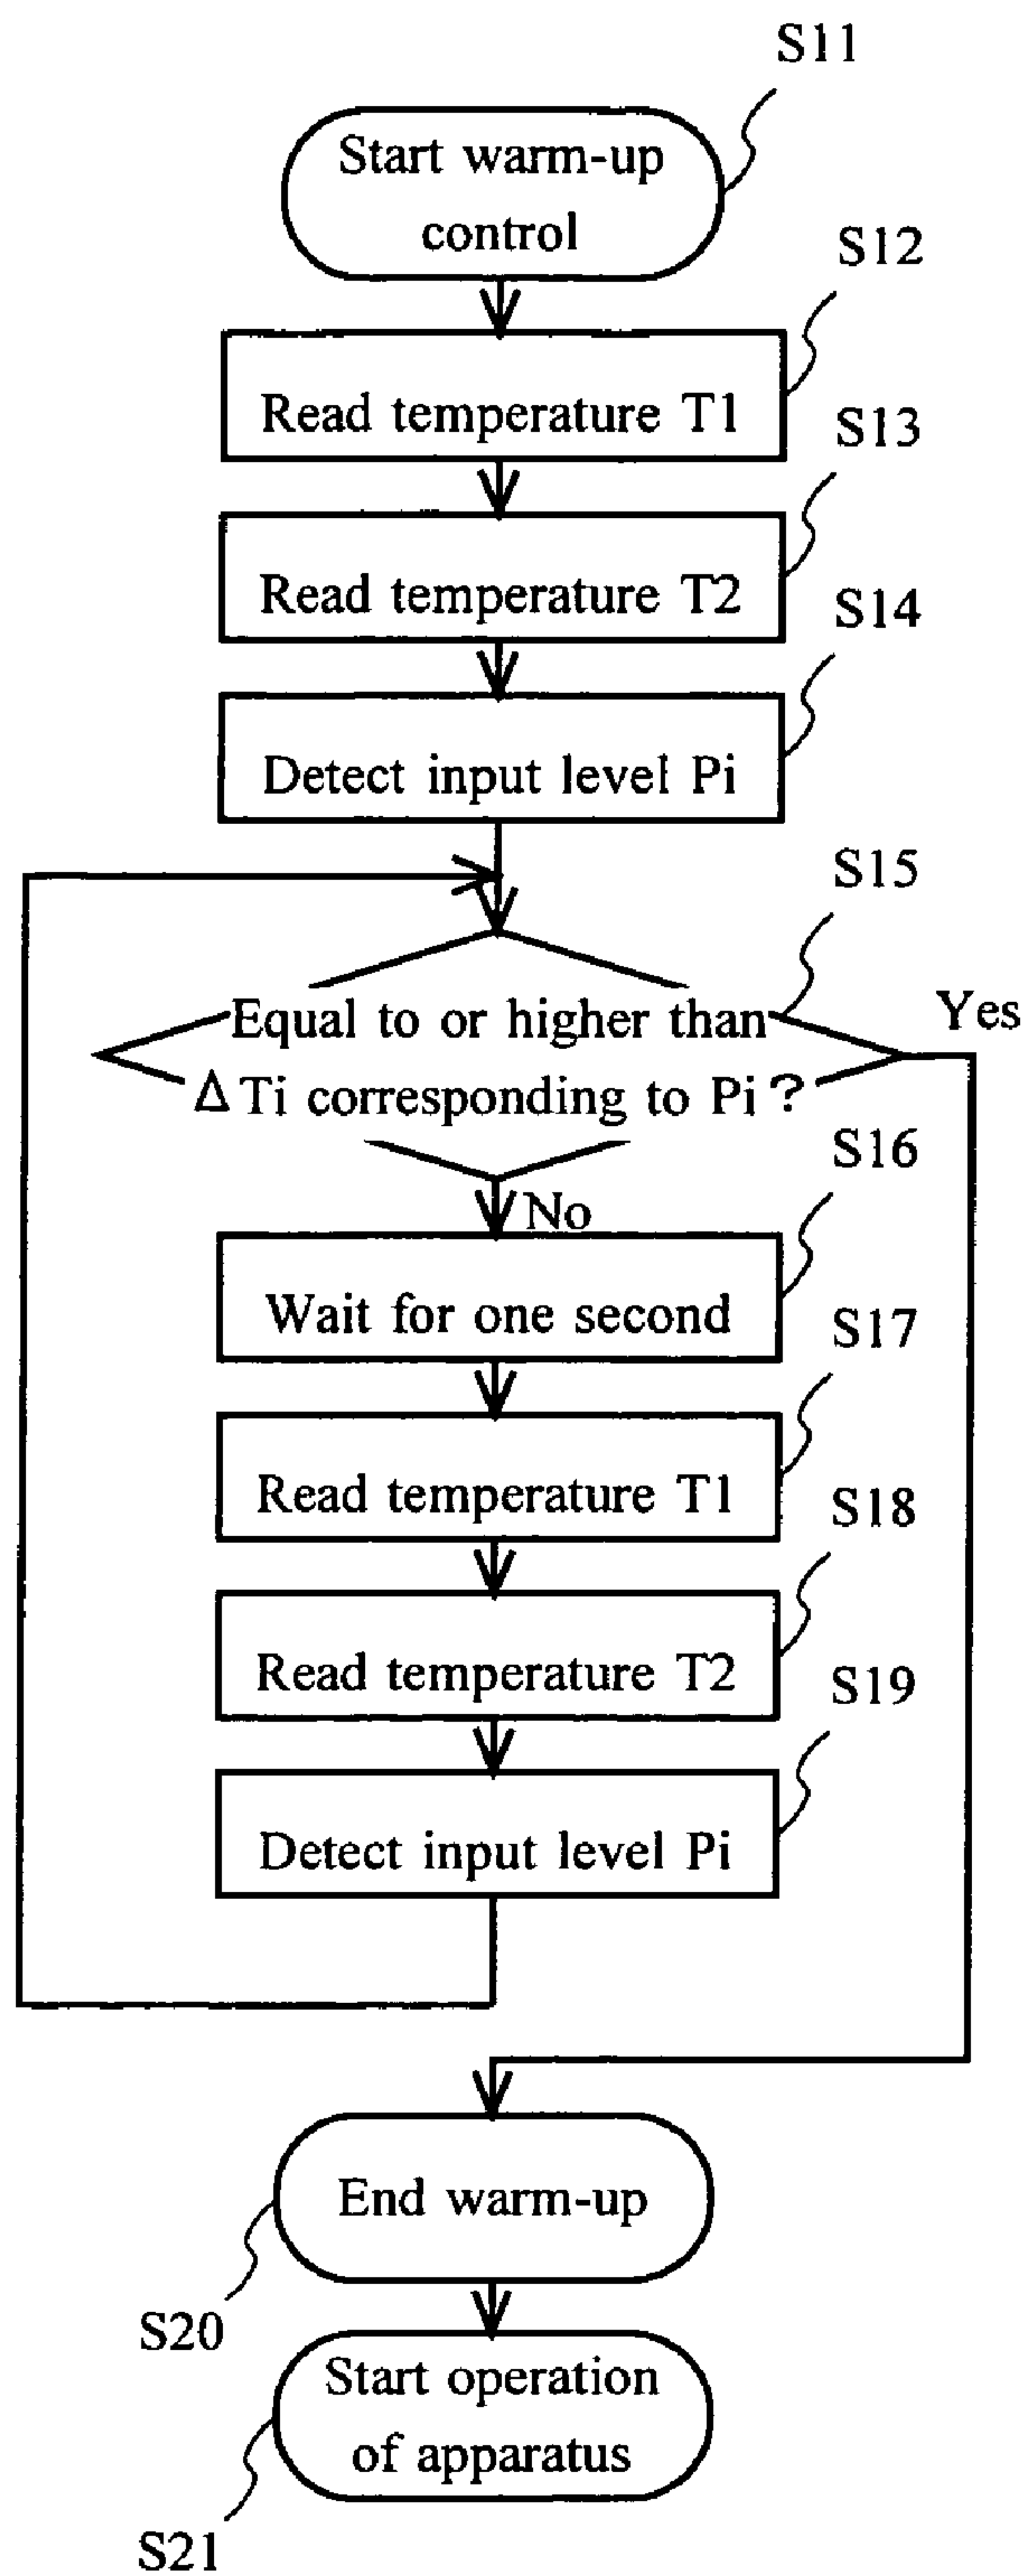 S11
Start warm-up
control
S12
Read temperature T1
S13
Read temperature T2
S14
Detect input level Pi
S15
Equal to or higher than
Yes
ΔTi corresponding to Pi ?
S16
No
Wait for one second
S17
Read temperature T1
S18
Read temperature T2
S19
Detect input level Pi
End warm-up
S20
Start operation
of apparatus
S21